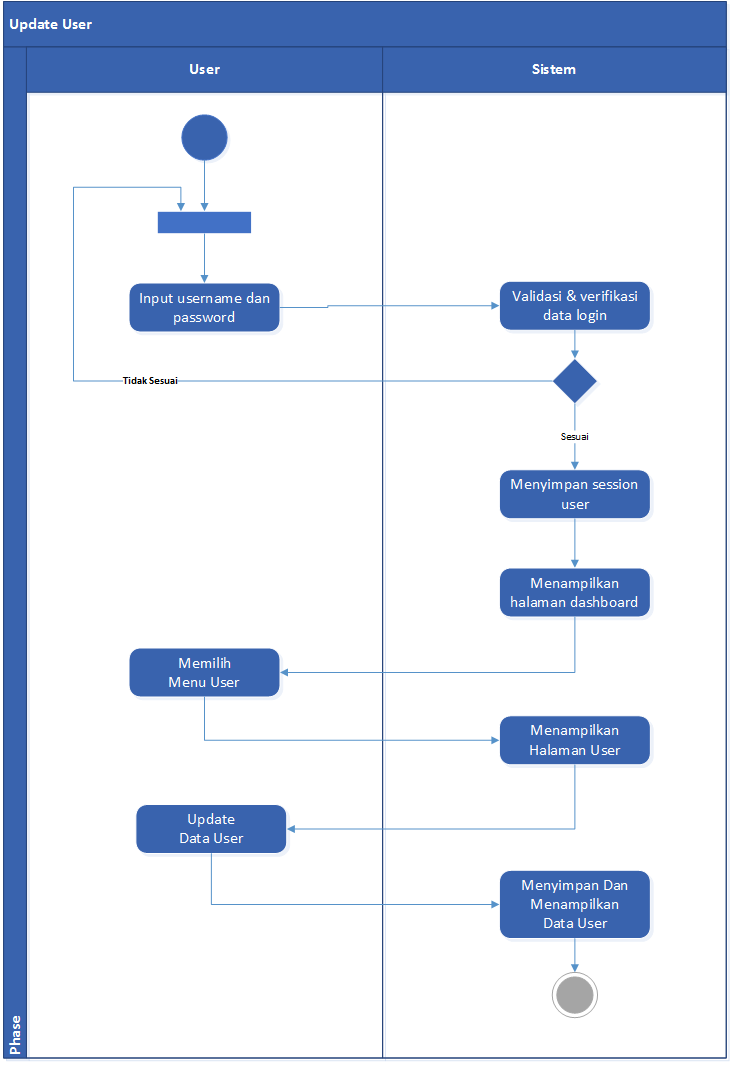 Update User
User
Sistem
Input username dan
password
Validasi & verifikasi
data login
Tidak Sesuai
Sesuai
Menyimpan session
user
Menampilkan
halaman dashboard
Memilih
Menu User
Menampilkan
Halaman User
Update
Data User
Menyimpan Dan
Menampilkan
Data User
Phase